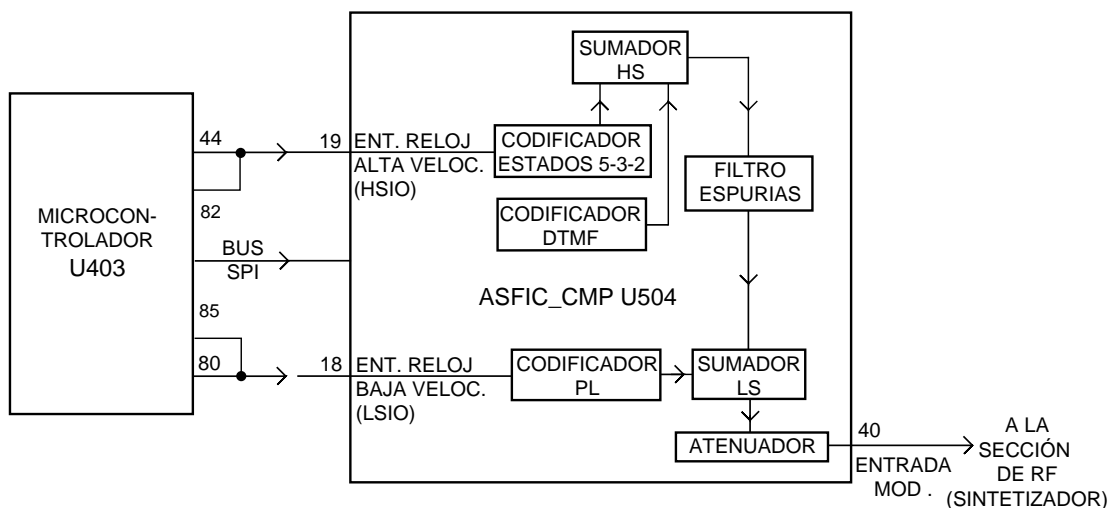 SUMADOR
HS
44
19
ENT. RELOJ
ALTA VELOC.
(HSIO)
CODIFICADOR
ESTADOS 5-3-2
FILTRO
ESPURIAS
MICROCON-
TROLADOR
U403
82
CODIFICADOR
DTMF
BUS
SPI
ASFIC_CMP U504
85
80
18
ENT. RELOJ
BAJA VELOC.
(LSIO)
CODIFICADOR
PL
SUMADOR
LS
ATENUADOR
40
ENTRADA
MOD .
A LA
SECCIÓN
DE RF
(SINTETIZADOR)